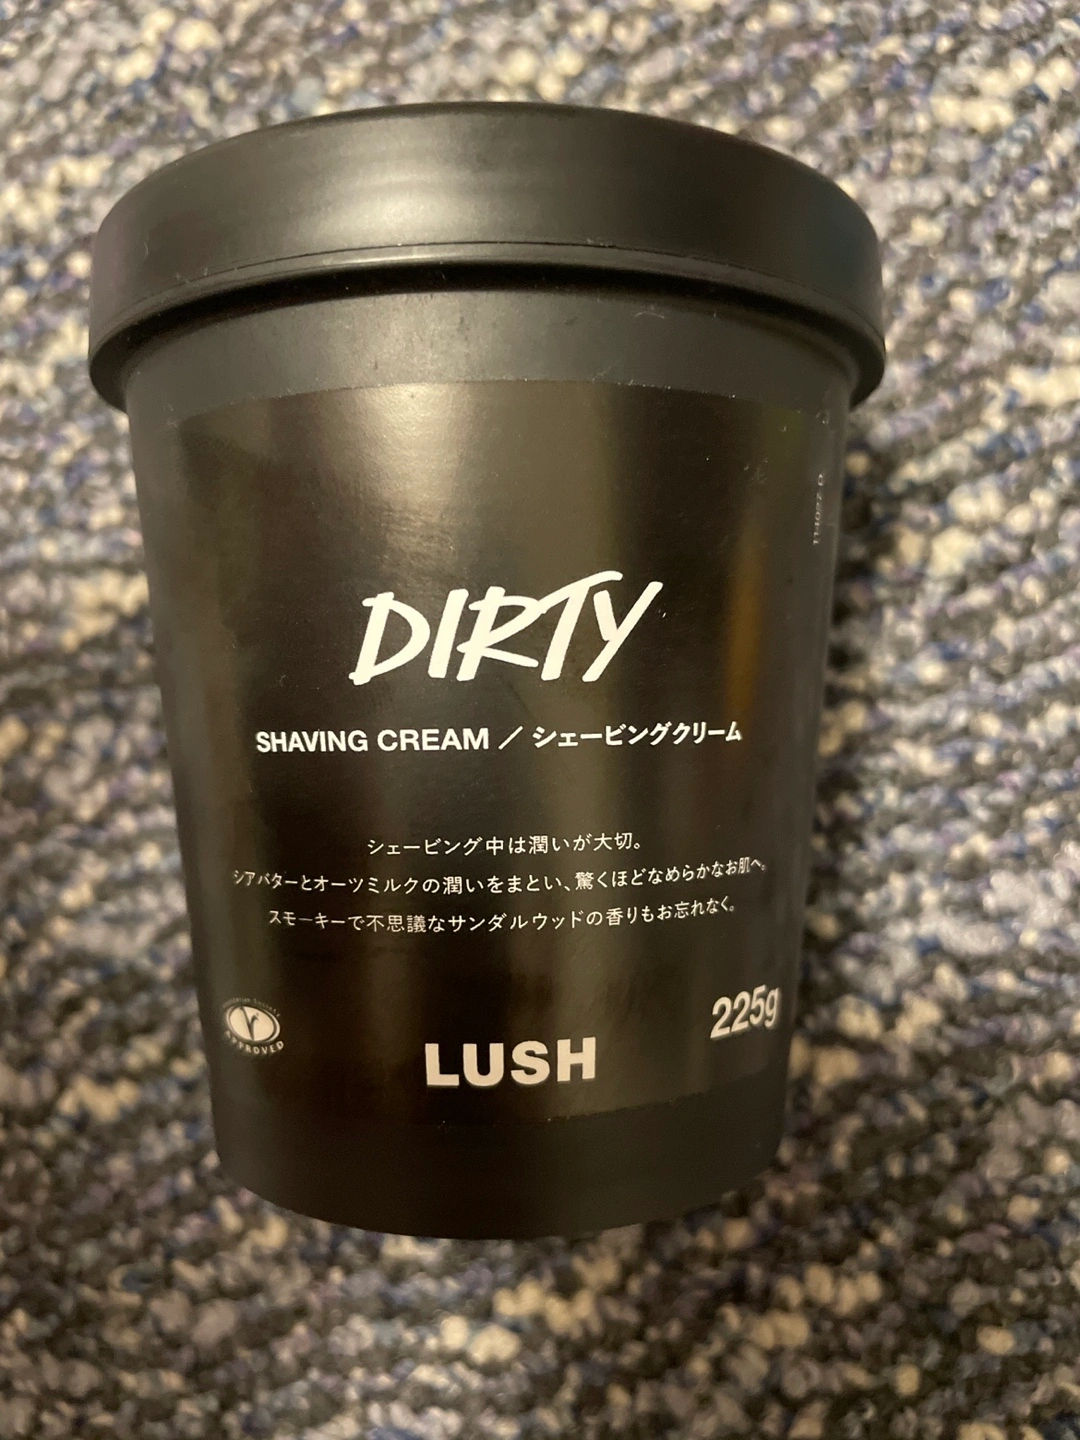 DIRTY
SHAVING CREAM / シェービングクリーム
シェービング中は潤いが大切。
シアバターとオーツミルクの潤いをまとい、驚くほどなめらかなお肌へ。
スモーキーで不思議なサンダルウッドの香りもお忘れなく。
APPROVED
LUSH
225g